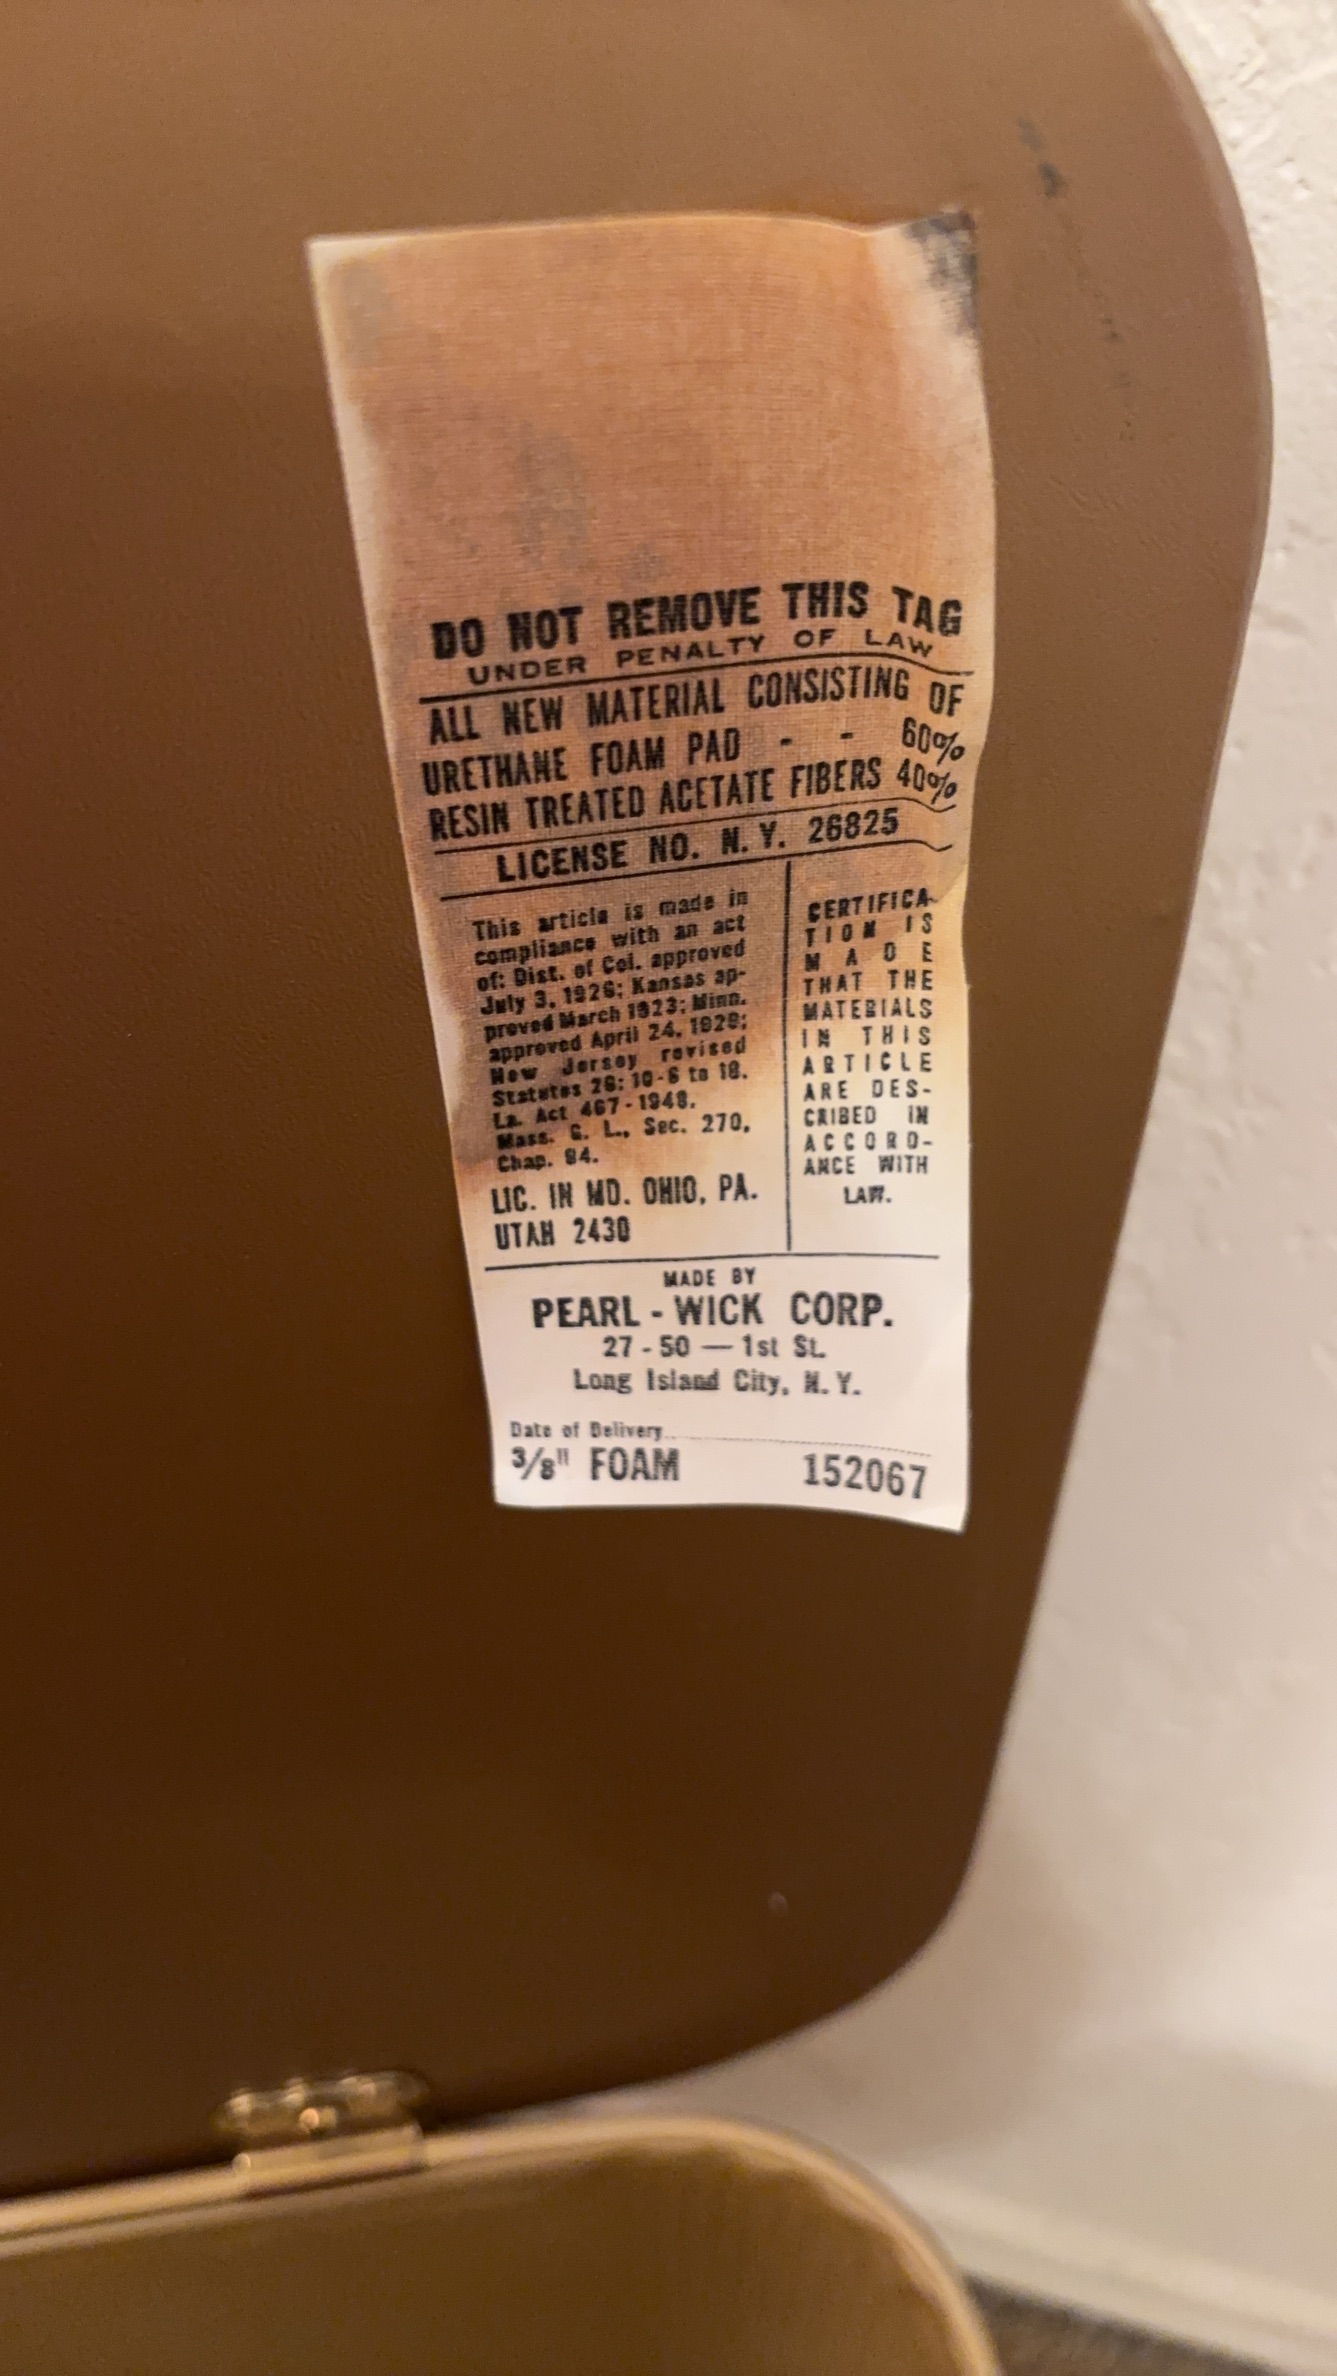 DO NOT REMOVE THIS TAG
UNDER PENALTY OF LAW
ALL NEW MATERIAL CONSISTING OF
URETHANE FOAM PAD - - 60%
RESIN TREATED ACETATE FIBERS 40%
LICENSE NO. N.Y. 26825
This article is made in
compliance with an act
of: Dist. of Col. approved
July 3, 1926; Kansas ap-
proved March 1923; Minn.
approved April 24, 1929;
New Jersey revised
Statutes 26: 10-6 to 18.
La. Act 467-1948.
Mass. G. L., Sec. 270,
Chap. 94.
LIC. IN MD. OHIO, PA.
UTAH 2430
CERTIFICA-
TION IS
MADE
THAT THE
MATERIALS
IN THIS
ARTICLE
ARE DES-
CRIBED IN
ACCORD-
ANCE WITH
LAW.
MADE BY
PEARL-WICK CORP.
27-50 — 1st St.
Long Island City, N.Y.
Date of Delivery
3/8" FOAM 152067